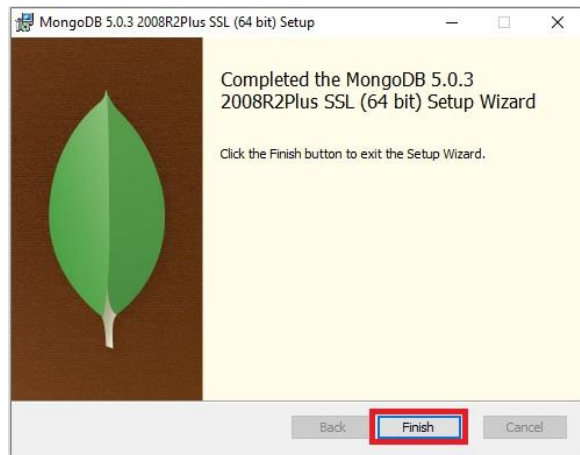 MongoDB 5.0.3 2008R2Plus SSL (64 bit) Setup
Completed the MongoDB 5.0.3
2008R2Plus SSL (64 bit) Setup Wizard
Click the Finish button to exit the Setup Wizard.
Back Finish Cancel